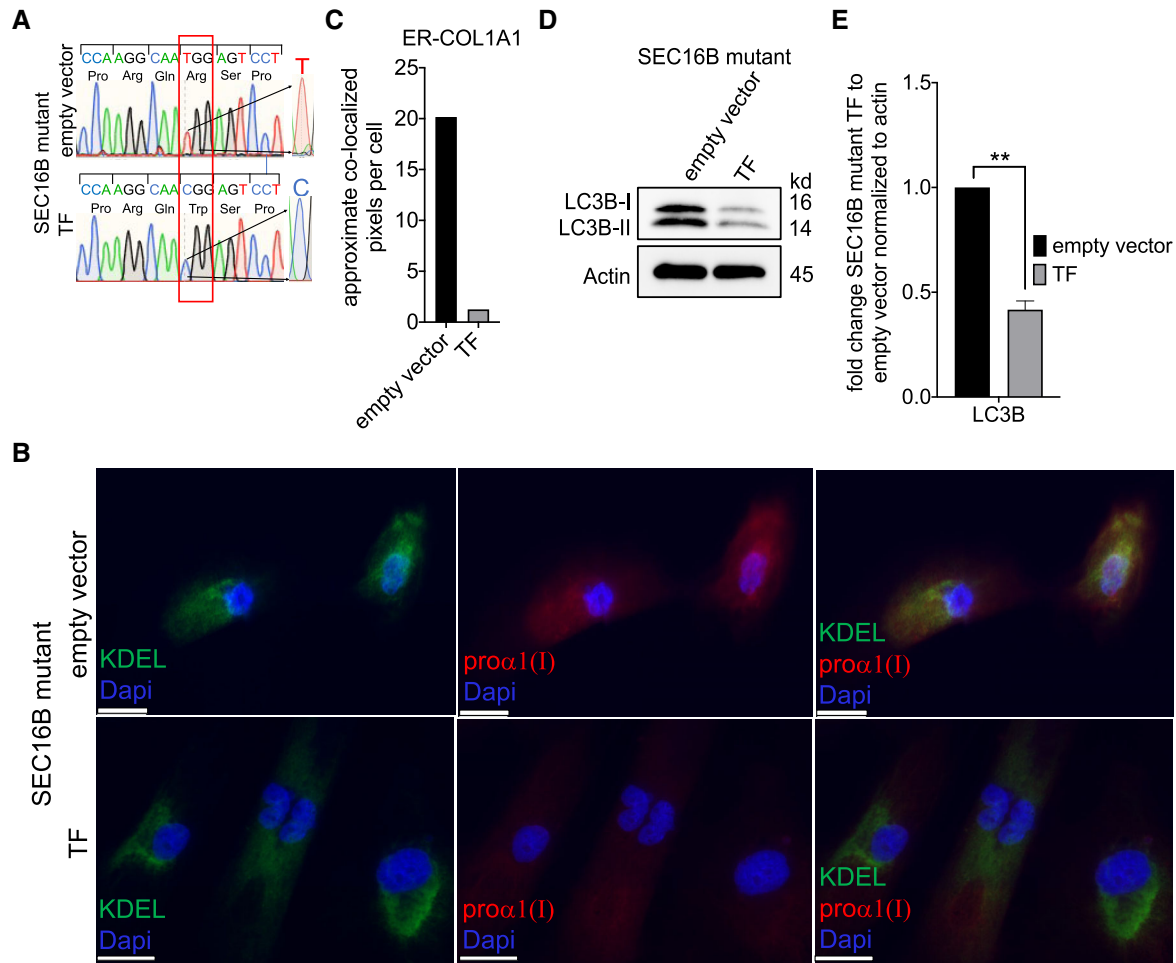 A
SEC16B mutant
empty vector
CCA AGG CAA TGG AGT CCT
Pro Arg Gln Arg Ser Pro
T
TF
CCA AGG CAA CGG AGT CCT
Pro Arg Gln Trp Ser Pro
C
C
ER-COL1A1
approximate co-localized
pixels per cell
25
20
15
10
5
0
empty vector
TF
D
SEC16B mutant
empty vector
TF
kd
LC3B-I
16
LC3B-II
14
Actin
45
E
fold change SEC16B mutant TF to
empty vector normalized to actin
1.5
1.0
0.5
0.0
**
empty vector
TF
LC3B
B
SEC16B mutant
empty vector
KDEL
Dapi
proα1(I)
Dapi
KDEL
proα1(I)
Dapi
TF
KDEL
Dapi
proα1(I)
Dapi
KDEL
proα1(I)
Dapi